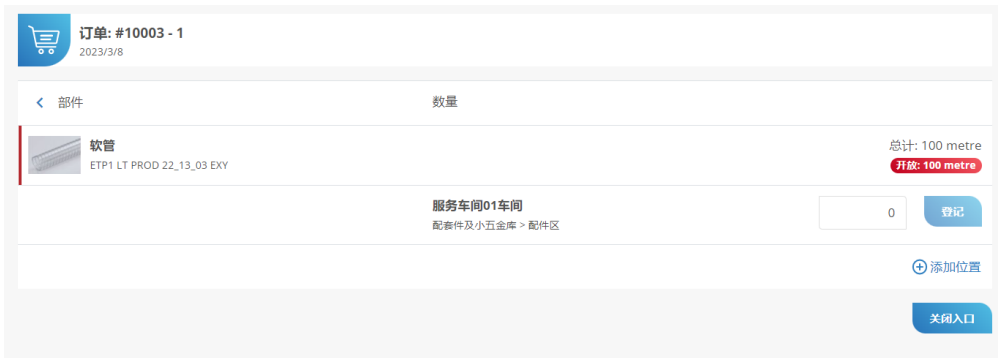 订单: #10003 - 1
2023/3/8
部件 数量
软管
ETP1 LT PROD 22_13_03 EXY
总计: 100 metre
开放: 100 metre
服务车间01车间
配套件及小五金库 > 配件区
0
登记
添加位置
关闭入口